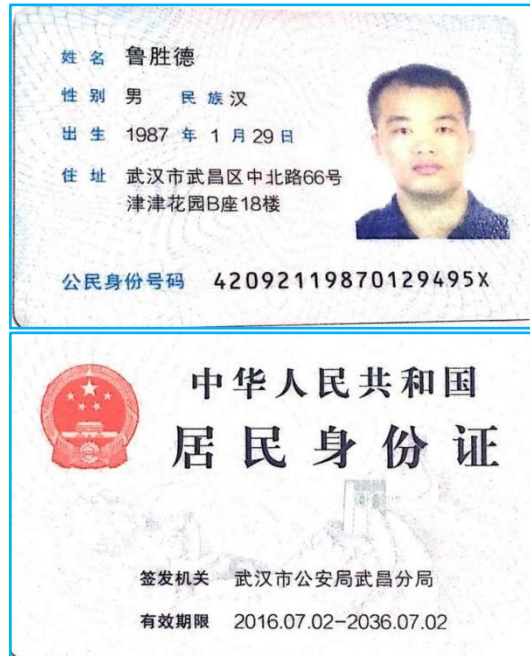 姓名 鲁胜德
性别 男 民族 汉
出生 1987 年 1 月 29 日
住址 武汉市武昌区中北路66号
津津花园B座18楼
公民身份号码 42092119870129495X
中华人民共和国
居民身份证
签发机关 武汉市公安局武昌分局
有效期限 2016.07.02-2036.07.02